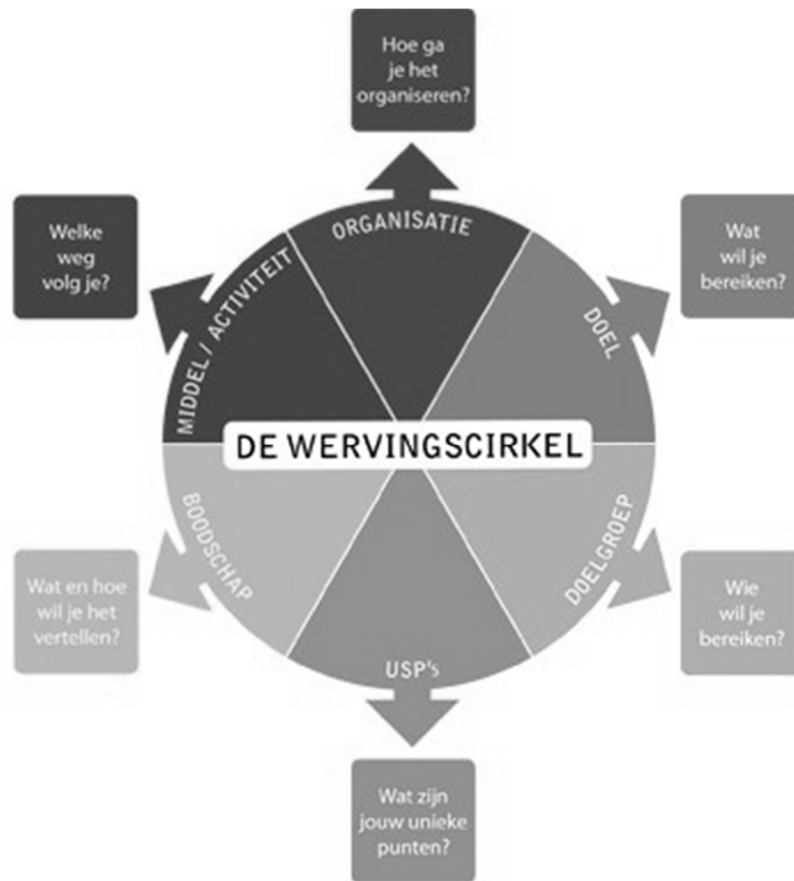 Hoe ga
je het
organiseren?
ORGANISATIE
Wat
wil je
bereiken?
DOEL
Wie
wil je
bereiken?
DOELGROEP
Wat zijn
jouw unieke
punten?
USP's
Wat en hoe
wil je het
vertellen?
BOODSCHAP
Welke
weg
volg je?
MIDDEL / ACTIVITEIT
DE WERVINGSCIRKEL